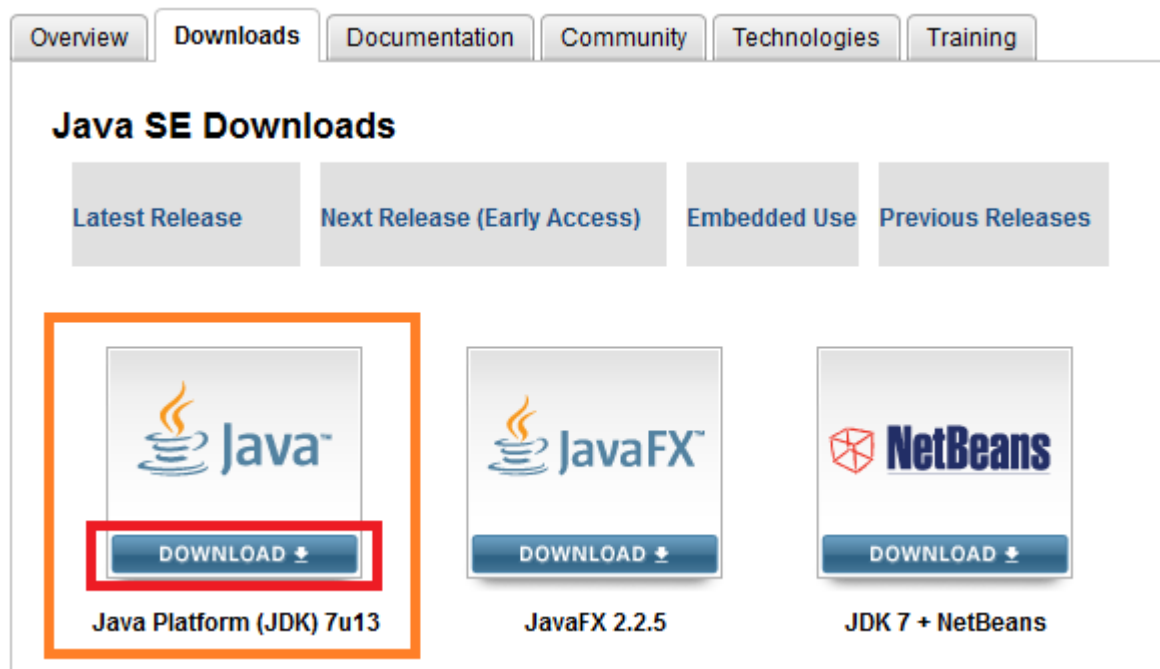 Overview Downloads Documentation Community Technologies Training
Java SE Downloads
Latest Release Next Release (Early Access) Embedded Use Previous Releases
Java™ JavaFX™ NetBeans
DOWNLOAD DOWNLOAD DOWNLOAD
Java Platform (JDK) 7u13 JavaFX 2.2.5 JDK 7 + NetBeans